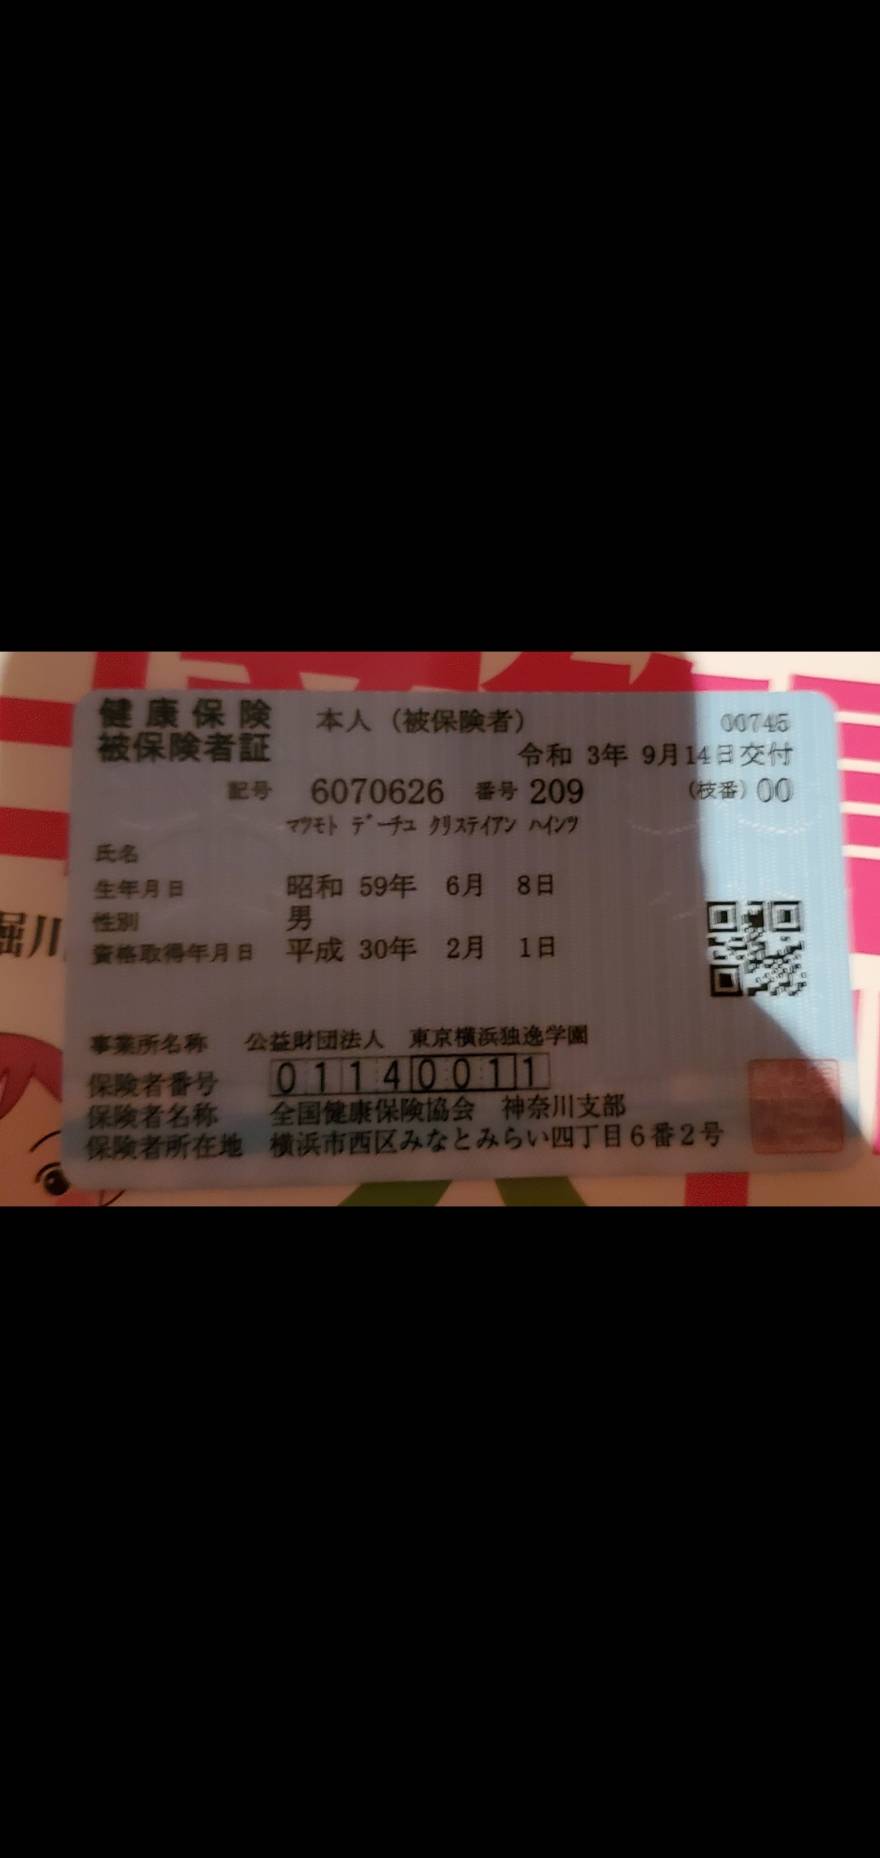 健康保険 本人（被保険者） 00745
被保険者証 令和 3年 9月14日交付
記号 6070626 番号 209 (枝番) 00
マツモト デーチュ クリステイアン ハインツ
氏名
生年月日 昭和 59年 6月 8日
性別 男
資格取得年月日 平成 30年 2月 1日
堀川
事業所名称 公益財団法人 東京横浜独逸学園
保険者番号 01140011
保険者名称 全国健康保険協会 神奈川支部
保険者所在地 横浜市西区みなとみらい四丁目６番２号